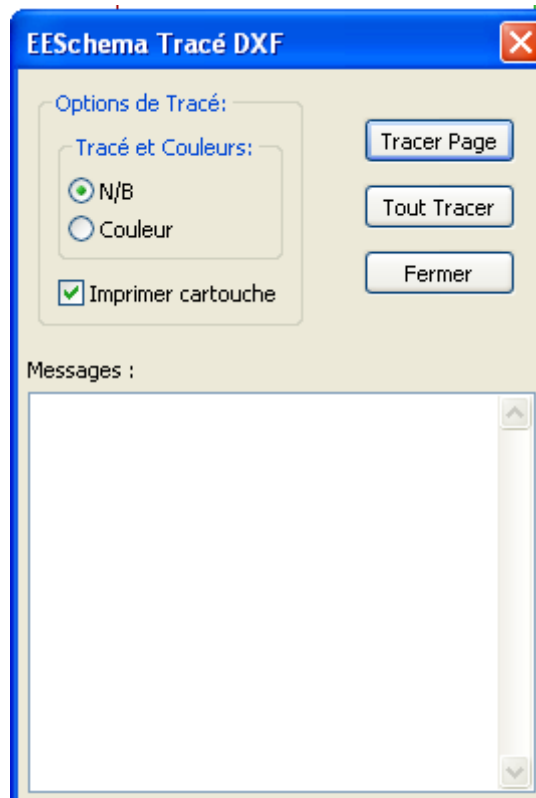 EESchema Tracé DXF
Options de Tracé:
Tracé et Couleurs:
N/B
Couleur
Imprimer cartouche
Tracer Page
Tout Tracer
Fermer
Messages :